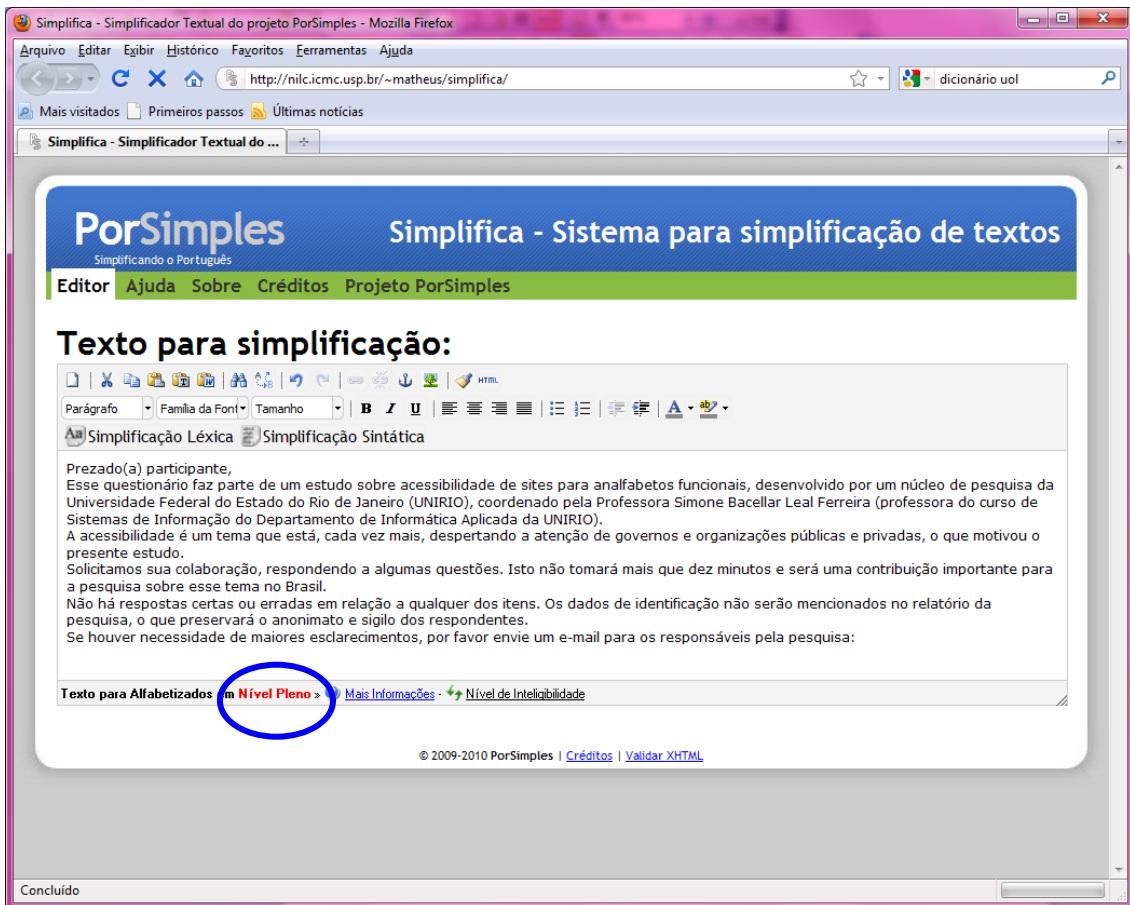 Simplifica - Simplificador Textual do projeto PorSimples - Mozilla Firefox
Arquivo Editar Exibir Histórico Favoritos Ferramentas Ajuda
http://nilc.icmc.usp.br/~matheus/simplifica/
dicionário uol
Mais visitados Primeiros passos Últimas notícias
Simplifica - Simplificador Textual do ...
PorSimples
Simplificando o Português
Simplifica - Sistema para simplificação de textos
Editor Ajuda Sobre Créditos Projeto PorSimples
Texto para simplificação:
HTML
Parágrafo Família da Font Tamanho B I U A ab
Aa Simplificação Léxica Simplificação Sintática
Prezado(a) participante,
Esse questionário faz parte de um estudo sobre acessibilidade de sites para analfabetos funcionais, desenvolvido por um núcleo de pesquisa da
Universidade Federal do Estado do Rio de Janeiro (UNIRIO), coordenado pela Professora Simone Bacellar Leal Ferreira (professora do curso de
Sistemas de Informação do Departamento de Informática Aplicada da UNIRIO).
A acessibilidade é um tema que está, cada vez mais, despertando a atenção de governos e organizações públicas e privadas, o que motivou o
presente estudo.
Solicitamos sua colaboração, respondendo a algumas questões. Isto não tomará mais que dez minutos e será uma contribuição importante para
a pesquisa sobre esse tema no Brasil.
Não há respostas certas ou erradas em relação a qualquer dos itens. Os dados de identificação não serão mencionados no relatório da
pesquisa, o que preservará o anonimato e sigilo dos respondentes.
Se houver necessidade de maiores esclarecimentos, por favor envie um e-mail para os responsáveis pela pesquisa:
Texto para Alfabetizados em Nível Pleno » Mais Informações - Nível de Inteligibilidade
© 2009-2010 PorSimples | Créditos | Validar XHTML
Concluído